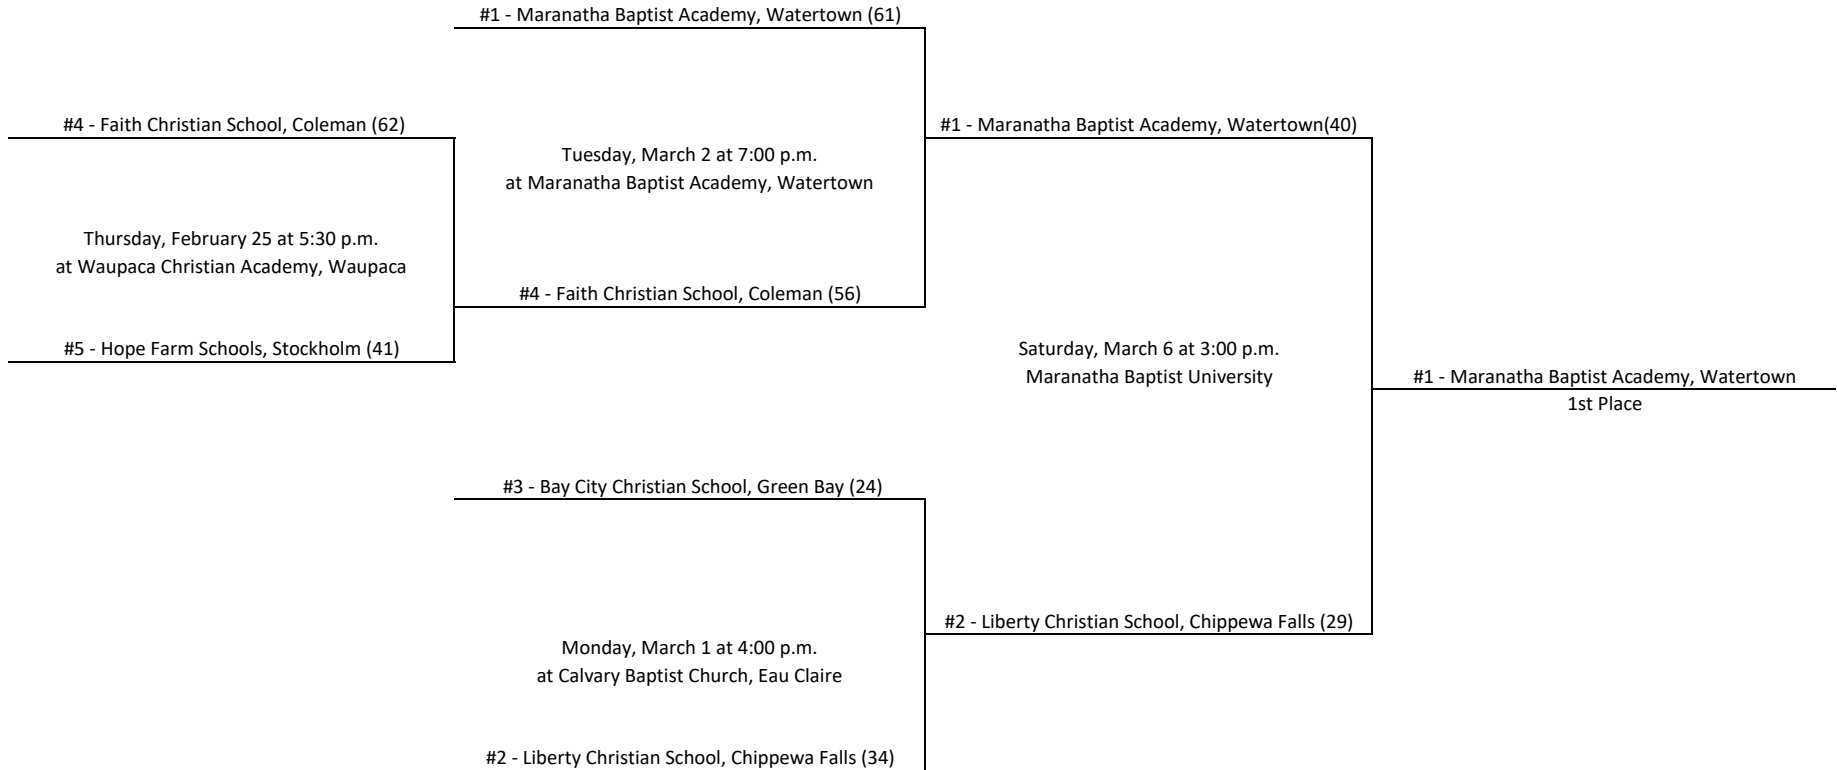 #1 - Maranatha Baptist Academy, Watertown (61)
#4 - Faith Christian School, Coleman (62)
#1 - Maranatha Baptist Academy, Watertown(40)
Tuesday, March 2 at 7:00 p.m.
at Maranatha Baptist Academy, Watertown
Thursday, February 25 at 5:30 p.m.
at Waupaca Christian Academy, Waupaca
#4 - Faith Christian School, Coleman (56)
#5 - Hope Farm Schools, Stockholm (41)
Saturday, March 6 at 3:00 p.m.
Maranatha Baptist University
#1 - Maranatha Baptist Academy, Watertown
1st Place
#3 - Bay City Christian School, Green Bay (24)
#2 - Liberty Christian School, Chippewa Falls (29)
Monday, March 1 at 4:00 p.m.
at Calvary Baptist Church, Eau Claire
#2 - Liberty Christian School, Chippewa Falls (34)